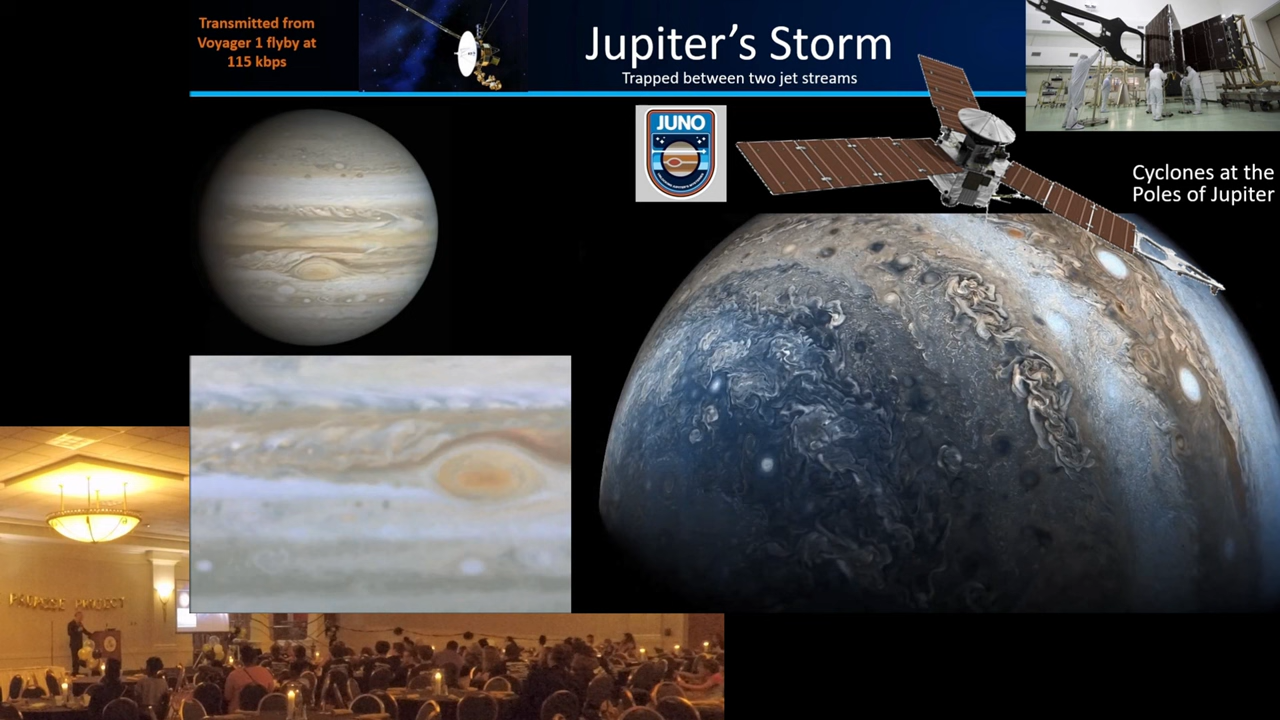 Transmitted from
Voyager 1 flyby at
115 kbps
Jupiter's Storm
Trapped between two jet streams
JUNO
Cyclones at the
Poles of Jupiter
PROJECT